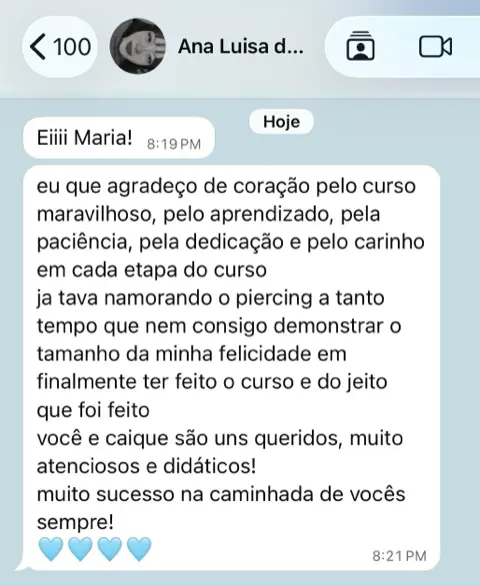 100
Ana Luisa d...
Hoje
Eiiii Maria!
8:19 PM
eu que agradeço de coração pelo curso
maravilhoso, pelo aprendizado, pela
paciência, pela dedicação e pelo carinho
em cada etapa do curso
ja tava namorando o piercing a tanto
tempo que nem consigo demonstrar o
tamanho da minha felicidade em
finalmente ter feito o curso e do jeito
que foi feito
você e caique são uns queridos, muito
atenciosos e didáticos!
muito sucesso na caminhada de vocês
sempre!
🩵🩵🩵🩵
8:21 PM